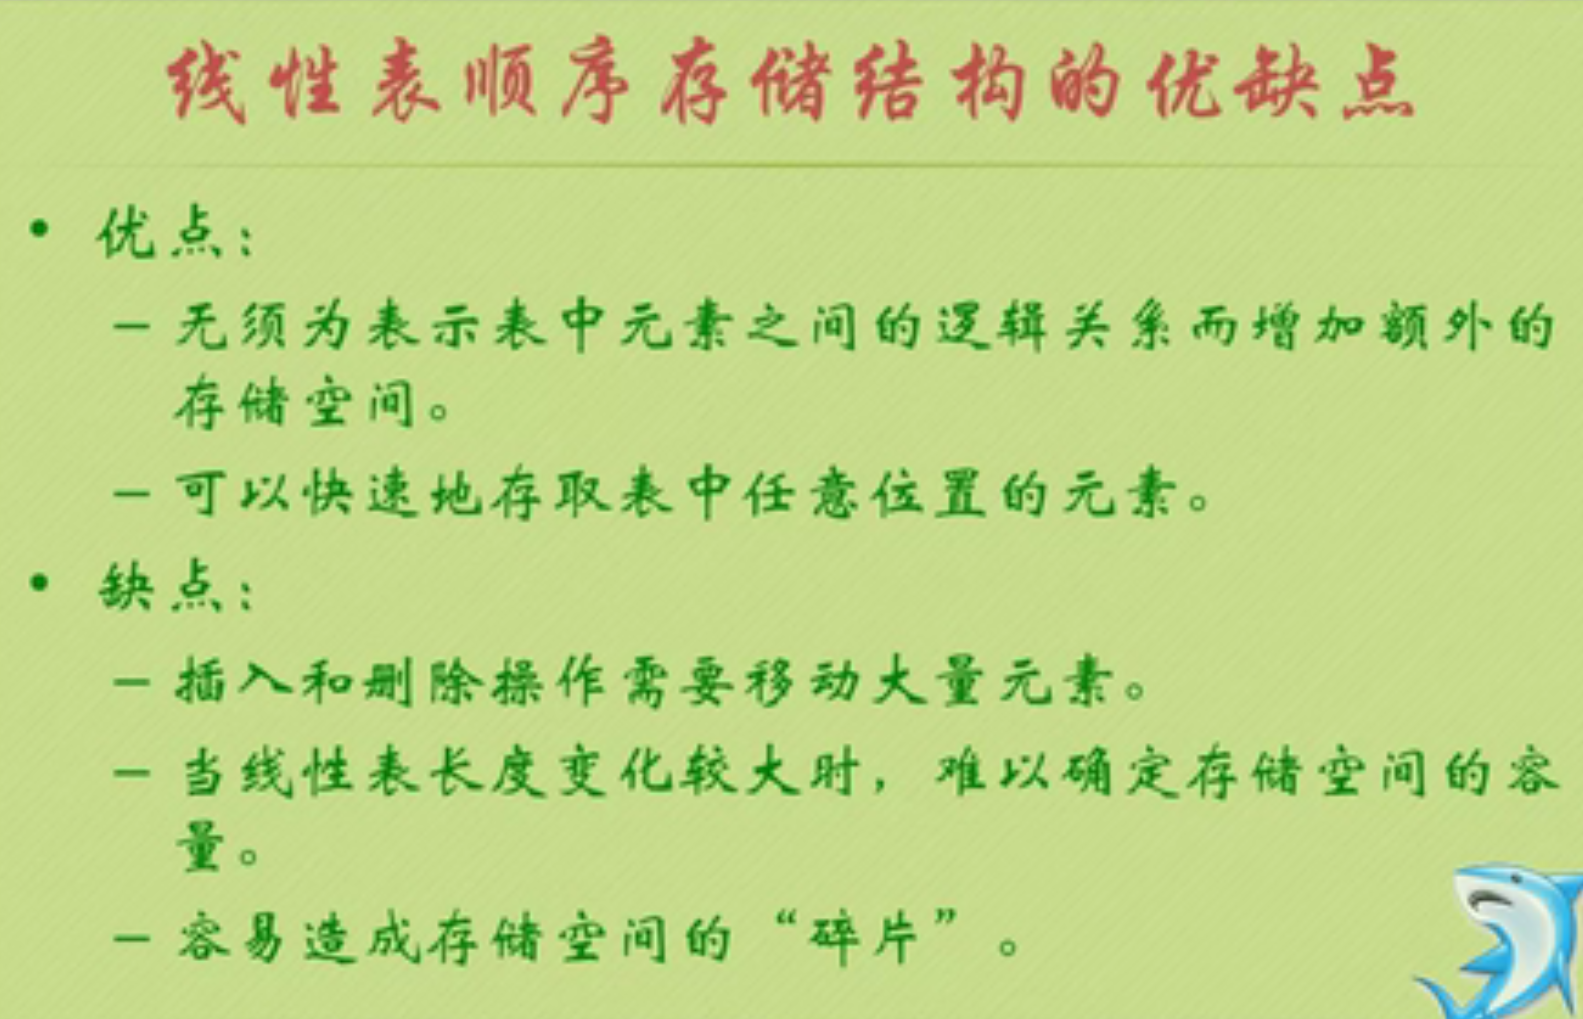 线性表顺序存储结构的优缺点
• 优点：
– 无须为表示表中元素之间的逻辑关系而增加额外的
存储空间。
– 可以快速地存取表中任意位置的元素。
• 缺点：
– 插入和删除操作需要移动大量元素。
– 当线性表长度变化较大时，难以确定存储空间的容
量。
– 容易造成存储空间的“碎片”。